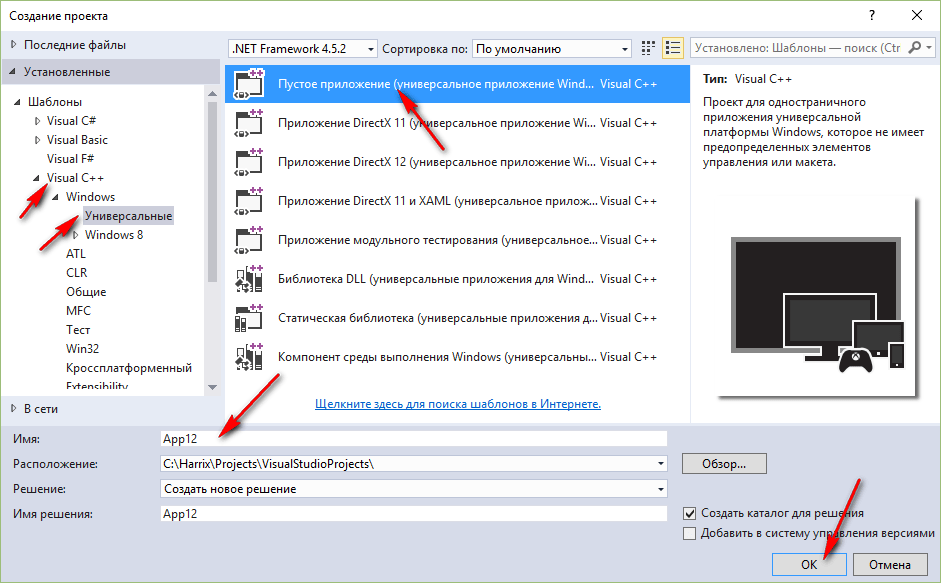 Создание проекта
?
Последние файлы
.NET Framework 4.5.2
Сортировка по:
По умолчанию
Установлено: Шаблоны — поиск (Ctr
Установленные
Шаблоны
Visual C#
Visual Basic
Visual F#
Visual C++
Windows
Универсальные
Windows 8
ATL
CLR
Общие
MFC
Тест
Win32
Кроссплатформенный
Extensibility
В сети
Пустое приложение (универсальное приложение Wind... Visual C++
Приложение DirectX 11 (универсальное приложение Wi... Visual C++
Приложение DirectX 12 (универсальное приложение Wi... Visual C++
Приложение DirectX 11 и XAML (универсальное прилож... Visual C++
Приложение модульного тестирования (универсальное... Visual C++
Библиотека DLL (универсальные приложения для Wind... Visual C++
Статическая библиотека (универсальные приложения д... Visual C++
Компонент среды выполнения Windows (универсальны... Visual C++
Щелкните здесь для поиска шаблонов в Интернете.
Тип: Visual C++
Проект для одностраничного
приложения универсальной
платформы Windows, которое не имеет
предопределенных элементов
управления или макета.
Имя:
App12
Расположение:
C:\Harrix\Projects\VisualStudioProjects\
Обзор...
Решение:
Создать новое решение
Имя решения:
App12
Создать каталог для решения
Добавить в систему управления версиями
ОК
Отмена